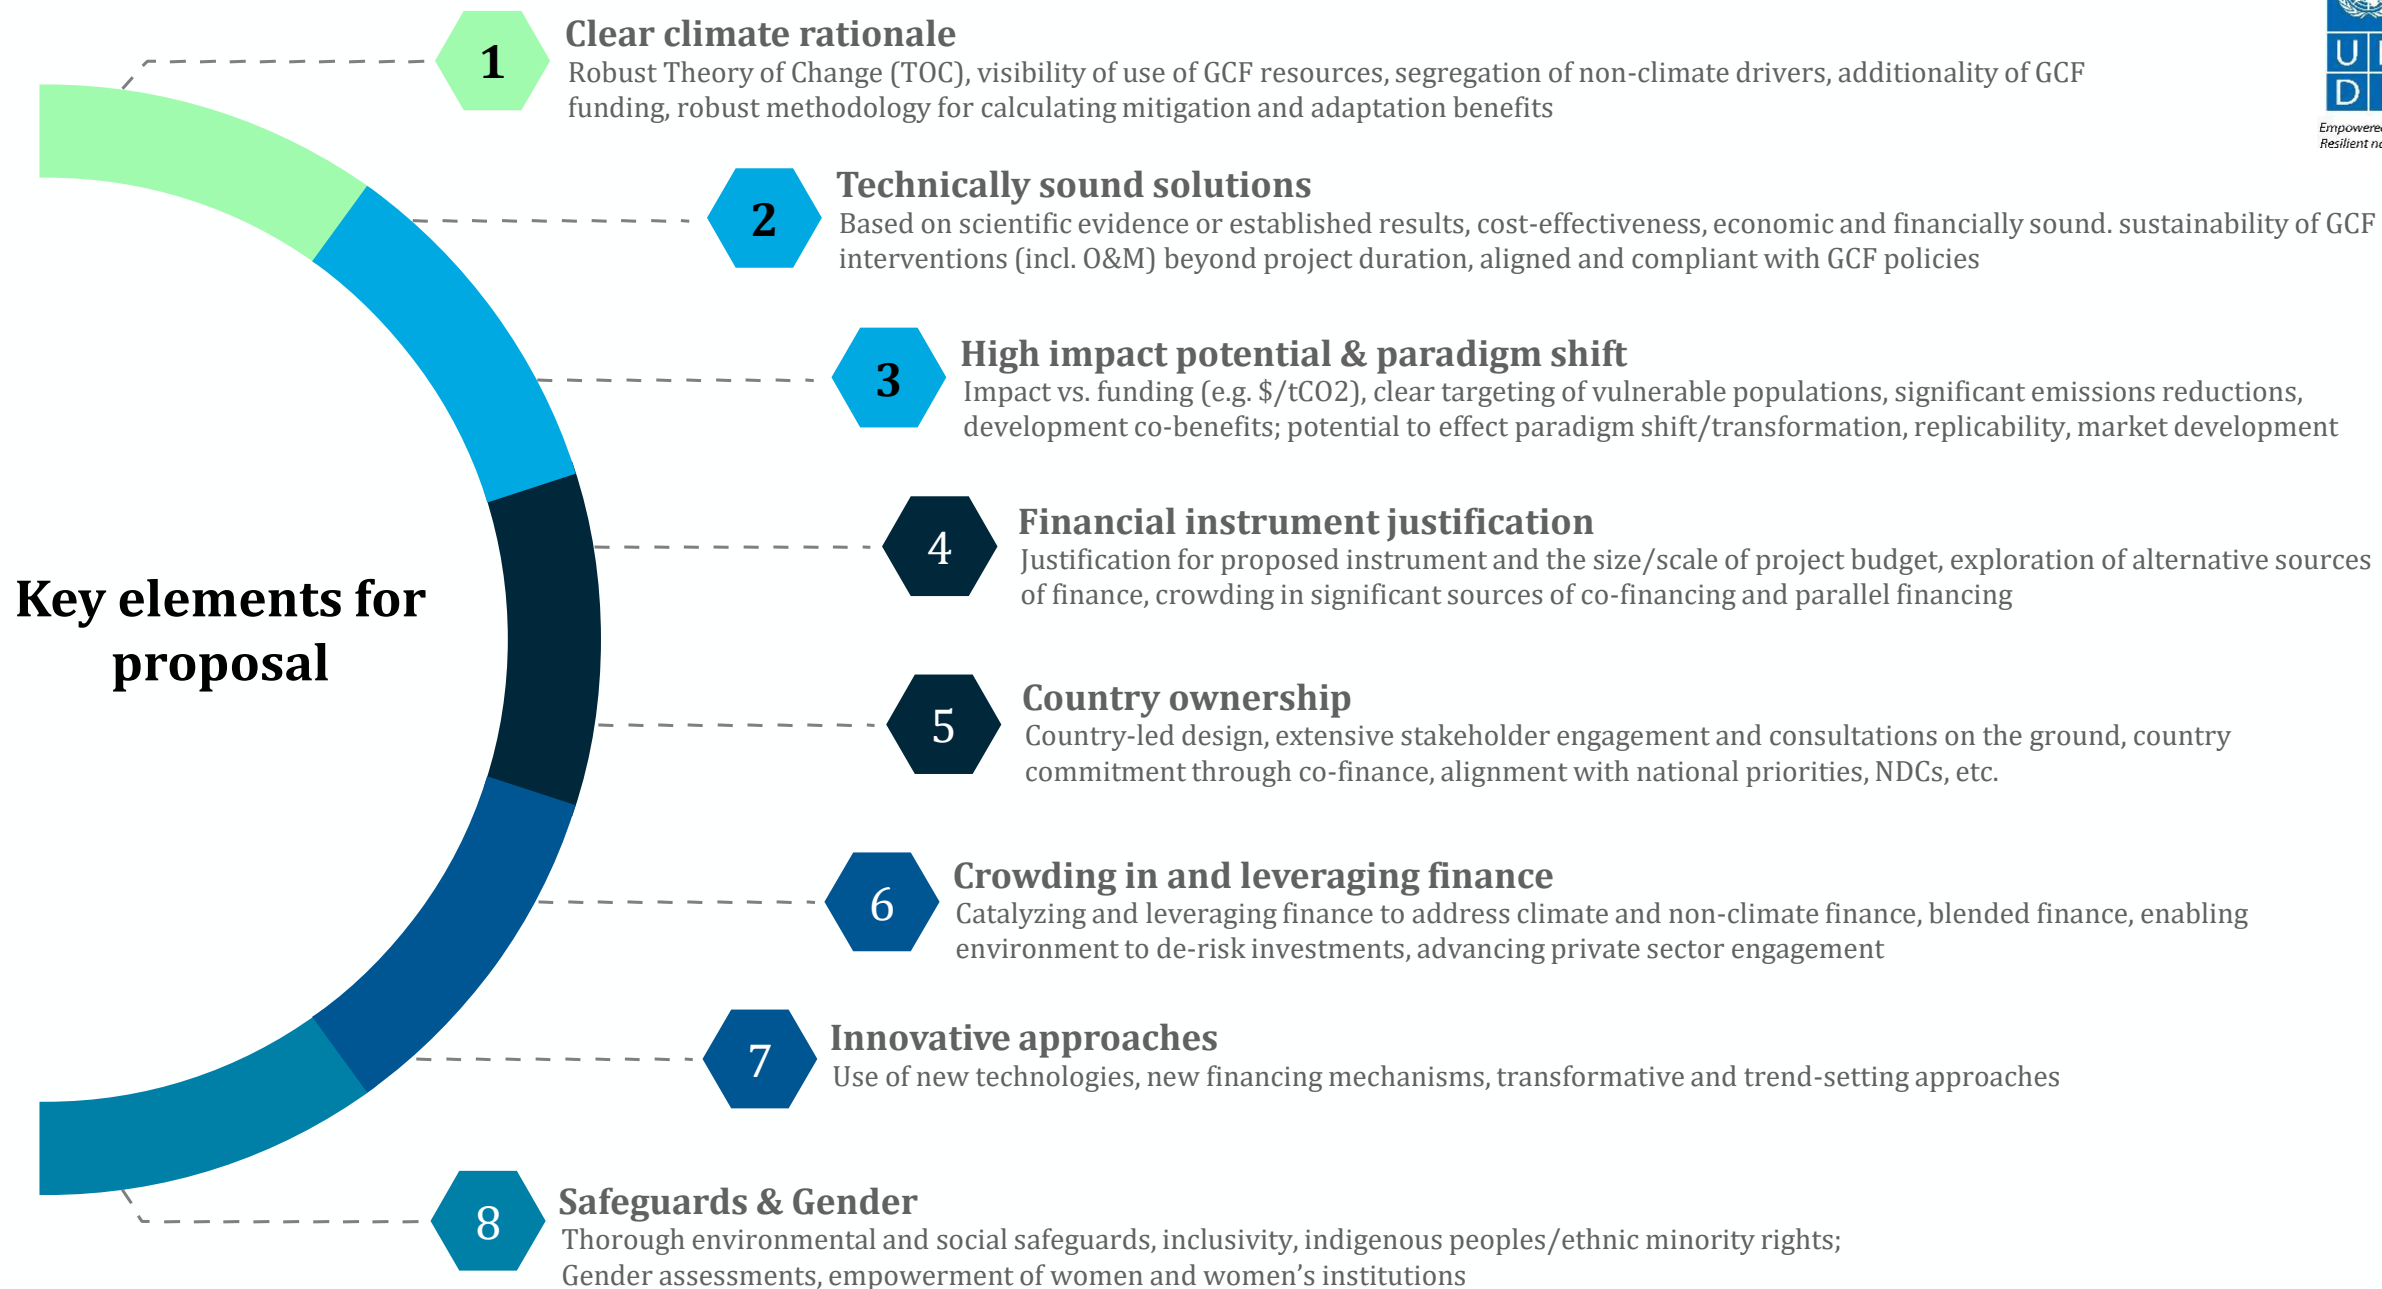 1
Clear climate rationale
Robust Theory of Change (TOC), visibility of use of GCF resources, segregation of non-climate drivers, additionality of GCF
funding, robust methodology for calculating mitigation and adaptation benefits
U
D
2
Technically sound solutions
Based on scientific evidence or established results, cost-effectiveness, economic and financially sound. sustainability of GCF
interventions (incl. O&M) beyond project duration, aligned and compliant with GCF policies
3
High impact potential & paradigm shift
Impact vs. funding (e.g. $/tCO2), clear targeting of vulnerable populations, significant emissions reductions,
development co-benefits; potential to effect paradigm shift/transformation, replicability, market development
4
Financial instrument justification
Justification for proposed instrument and the size/scale of project budget, exploration of alternative sources
of finance, crowding in significant sources of co-financing and parallel financing
Key elements for
proposal
5
Country ownership
Country-led design, extensive stakeholder engagement and consultations on the ground, country
commitment through co-finance, alignment with national priorities, NDCs, etc.
6
Crowding in and leveraging finance
Catalyzing and leveraging finance to address climate and non-climate finance, blended finance, enabling
environment to de-risk investments, advancing private sector engagement
7
Innovative approaches
Use of new technologies, new financing mechanisms, transformative and trend-setting approaches
8
Safeguards & Gender
Thorough environmental and social safeguards, inclusivity, indigenous peoples/ethnic minority rights;
Gender assessments, empowerment of women and women's institutions